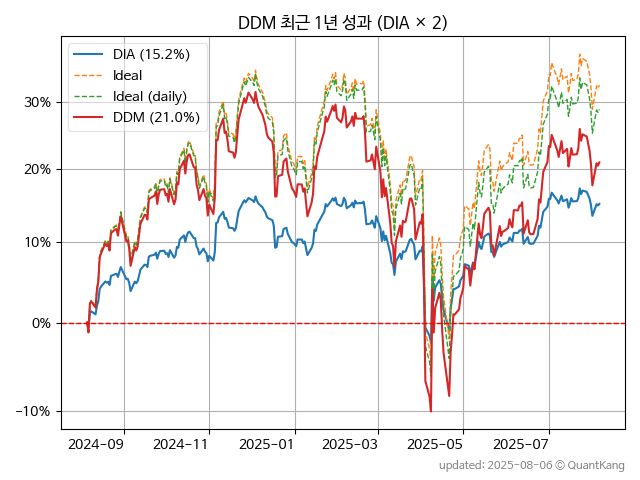 DDM 최근 1년 성과 (DIA × 2)
DIA (15.2%)
Ideal
Ideal (daily)
DDM (21.0%)
30%
20%
10%
0%
−10%
2024-09
2024-11
2025-01
2025-03
2025-05
2025-07
updated: 2025-08-06 © QuantKang